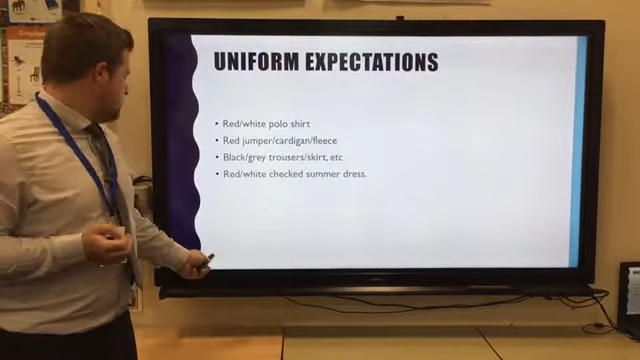 UNIFORM EXPECTATIONS
• Red/white polo shirt
• Red jumper/cardigan/fleece
• Black/grey trousers/skirt, etc
• Red/white checked summer dress.